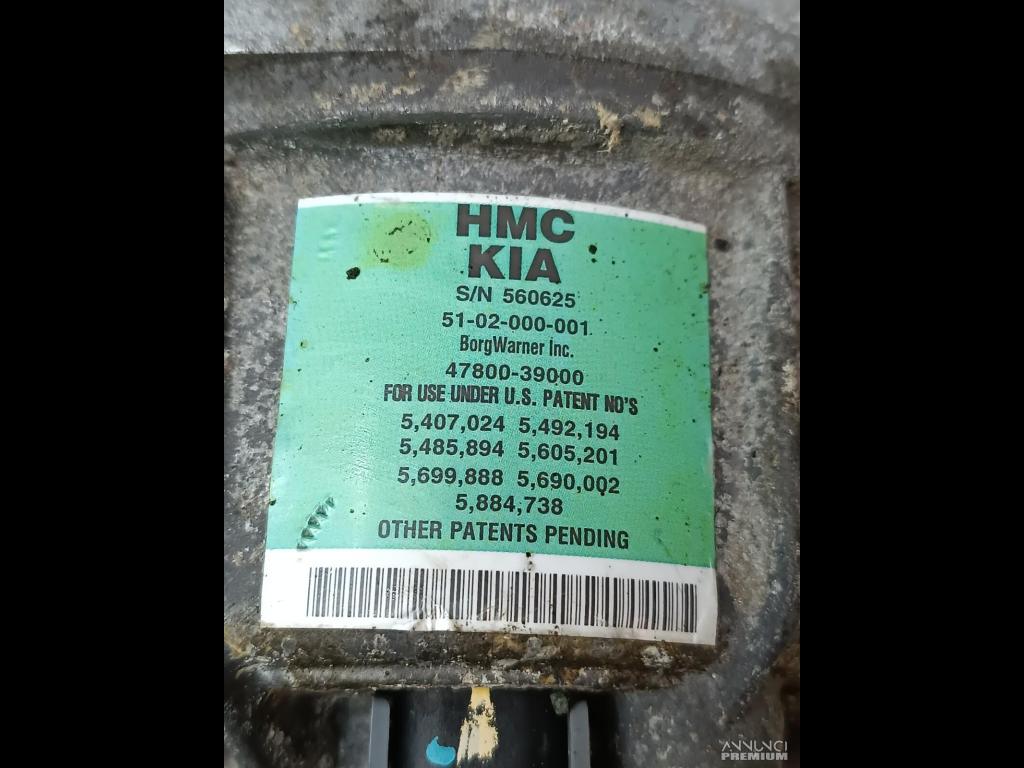 HMC
KIA
S/N 560625
51-02-000-001
BorgWarner Inc.
47800-39000
FOR USE UNDER U.S. PATENT NO'S
5,407,024 5,492,194
5,485,894 5,605,201
5,699,888 5,690,002
5,884,738
OTHER PATENTS PENDING
ANNUNCI
PREMIUM